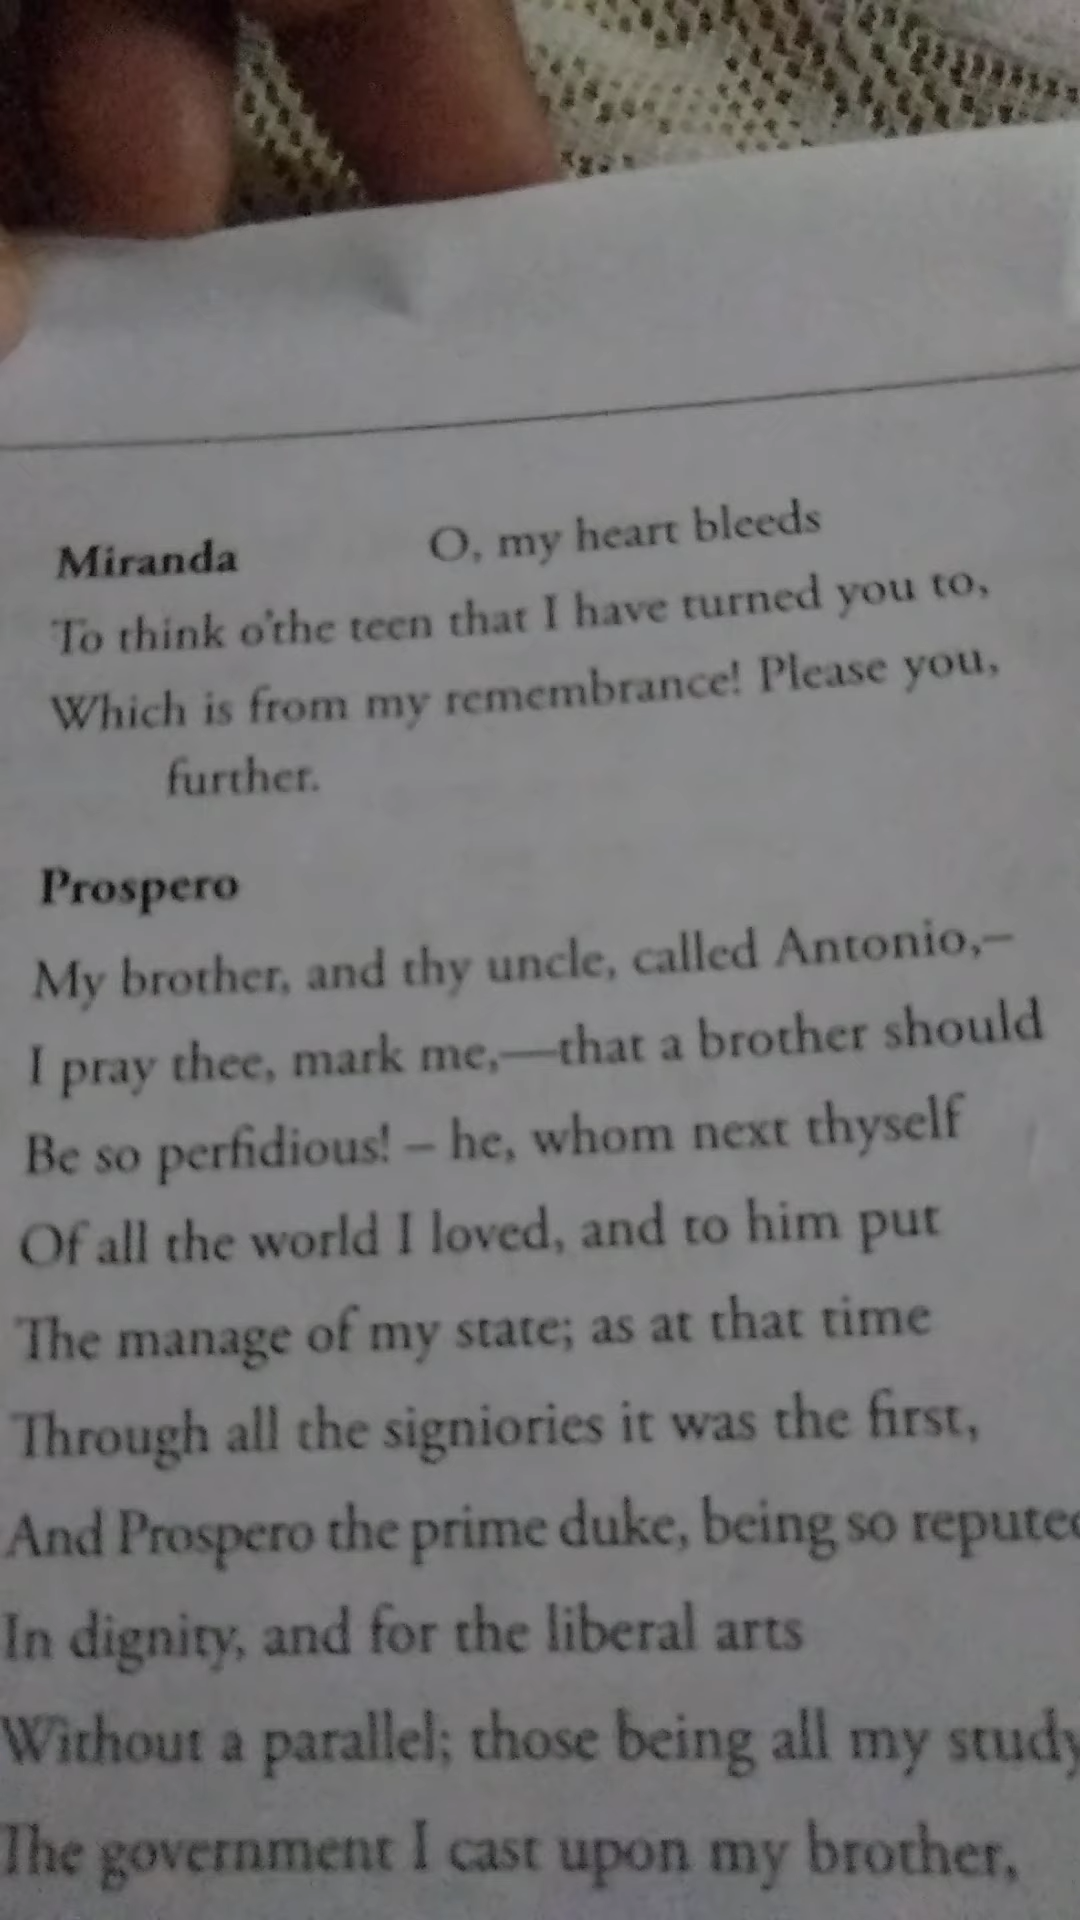 Miranda O, my heart bleeds
To think o'the teen that I have turned you to,
Which is from my remembrance! Please you,
further.
Prospero
My brother, and thy uncle, called Antonio,–
I pray thee, mark me,—that a brother should
Be so perfidious! – he, whom next thyself
Of all the world I loved, and to him put
The manage of my state; as at that time
Through all the signiories it was the first,
And Prospero the prime duke, being so reputed
In dignity, and for the liberal arts
Without a parallel; those being all my study
The government I cast upon my brother,